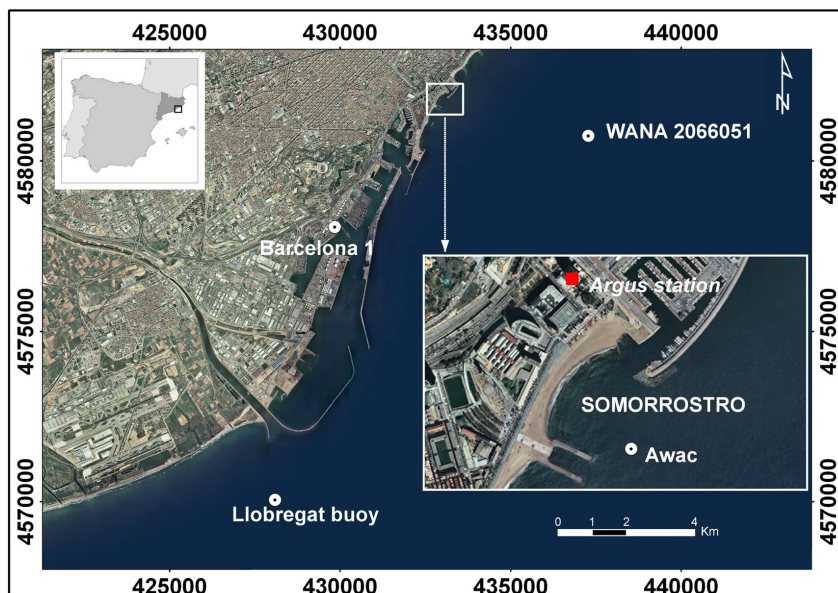 425000 430000 435000 440000
N
WANA 2066051
4580000 4580000
Barcelona 1
Argus station
4575000 4575000
SOMORROSTRO
Awac
4570000 4570000
Llobregat buoy
0 1 2 4
Km
425000 430000 435000 440000